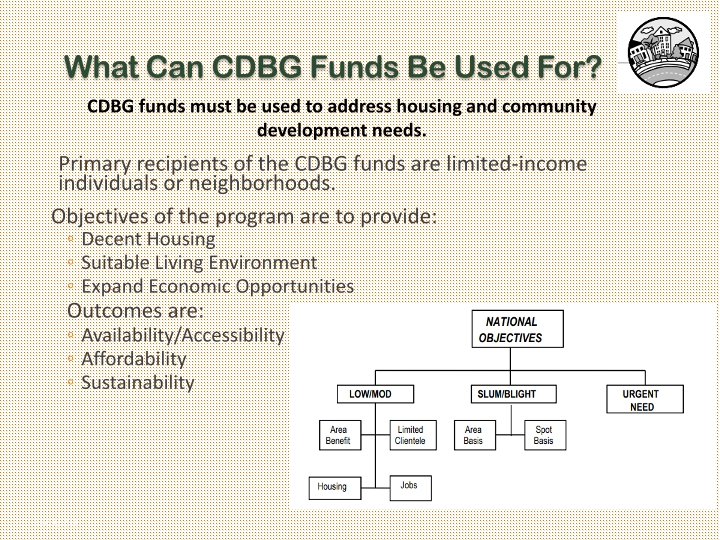 What Can CDBG Funds Be Used For?
CDBG funds must be used to address housing and community
development needs.
Primary recipients of the CDBG funds are limited-income
individuals or neighborhoods.
Objectives of the program are to provide:
◦ Decent Housing
◦ Suitable Living Environment
◦ Expand Economic Opportunities
Outcomes are:
◦ Availability/Accessibility
◦ Affordability
◦ Sustainability
NATIONAL
OBJECTIVES
LOW/MOD
SLUM/BLIGHT
URGENT
NEED
Area
Benefit
Limited
Clientele
Area
Basis
Spot
Basis
Housing
Jobs